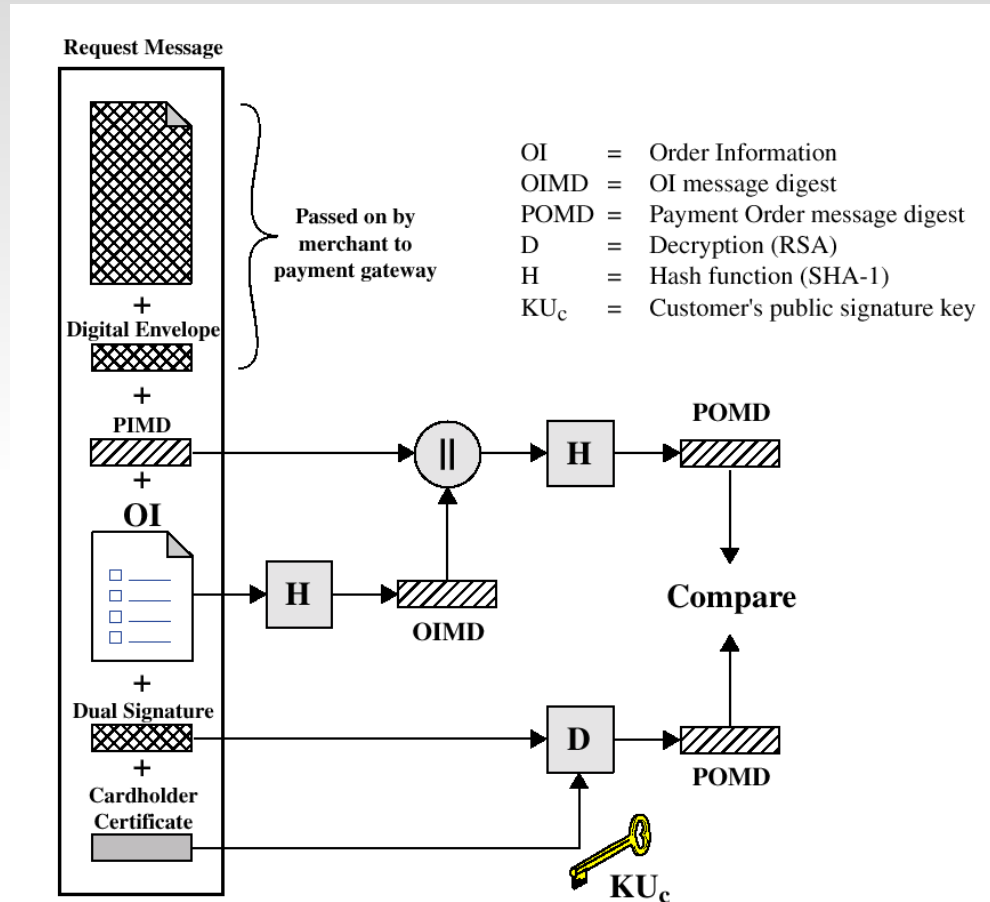 Request Message
Passed on by
merchant to
payment gateway
OI = Order Information
OIMD = OI message digest
POMD = Payment Order message digest
D = Decryption (RSA)
H = Hash function (SHA-1)
KUc = Customer's public signature key
+
Digital Envelope
+
PIMD
+
OI
||
H
POMD
H
OIMD
Compare
+
Dual Signature
+
Cardholder
Certificate
D
POMD
KUc